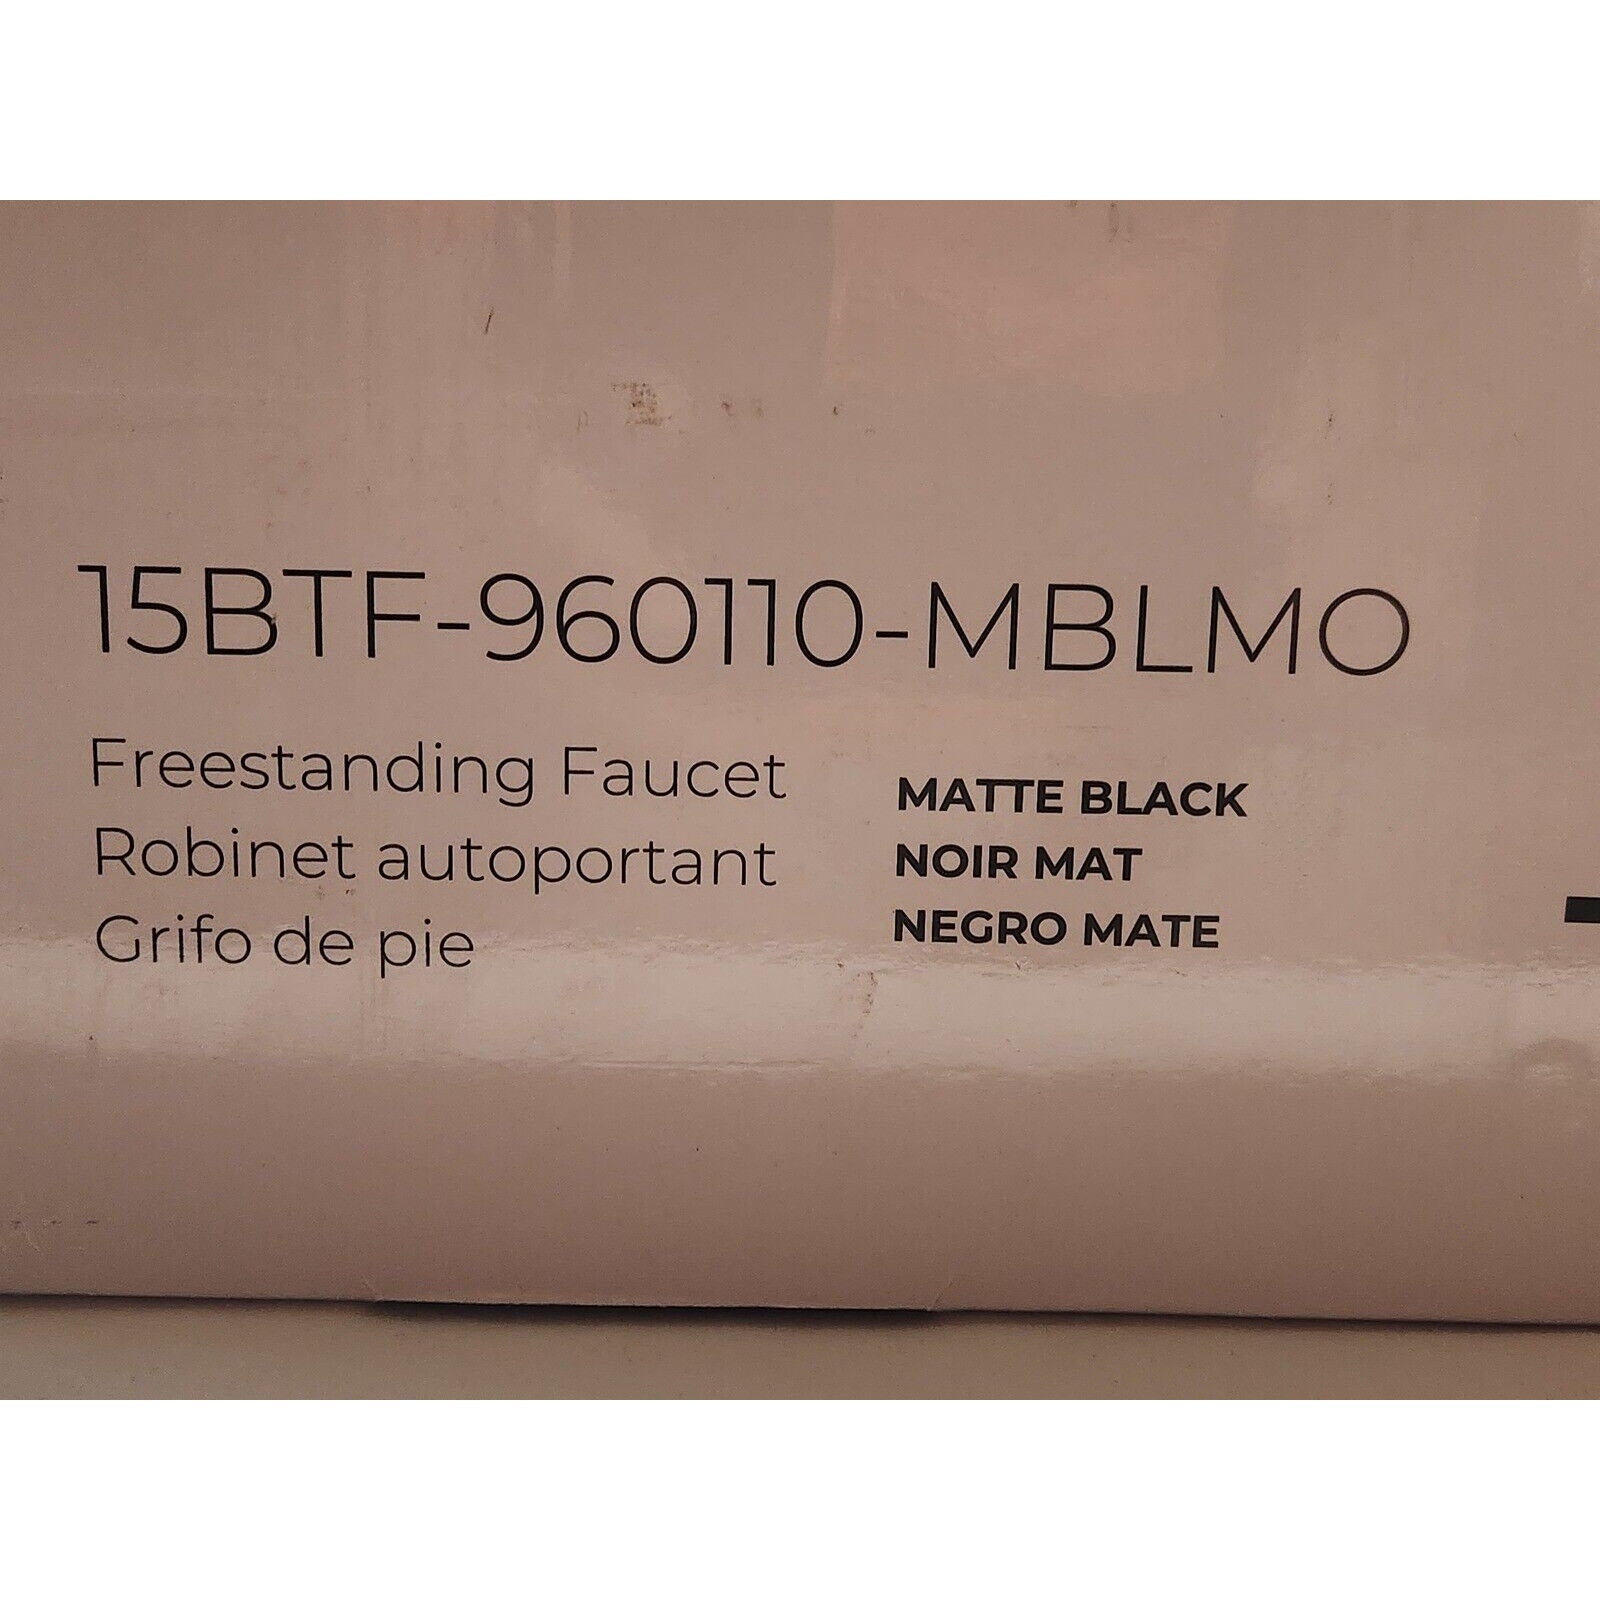 15BTF-960110-MBLMO
Freestanding Faucet
Robinet autoportant
Grifo de pie
MATTE BLACK
NOIR MAT
NEGRO MATE